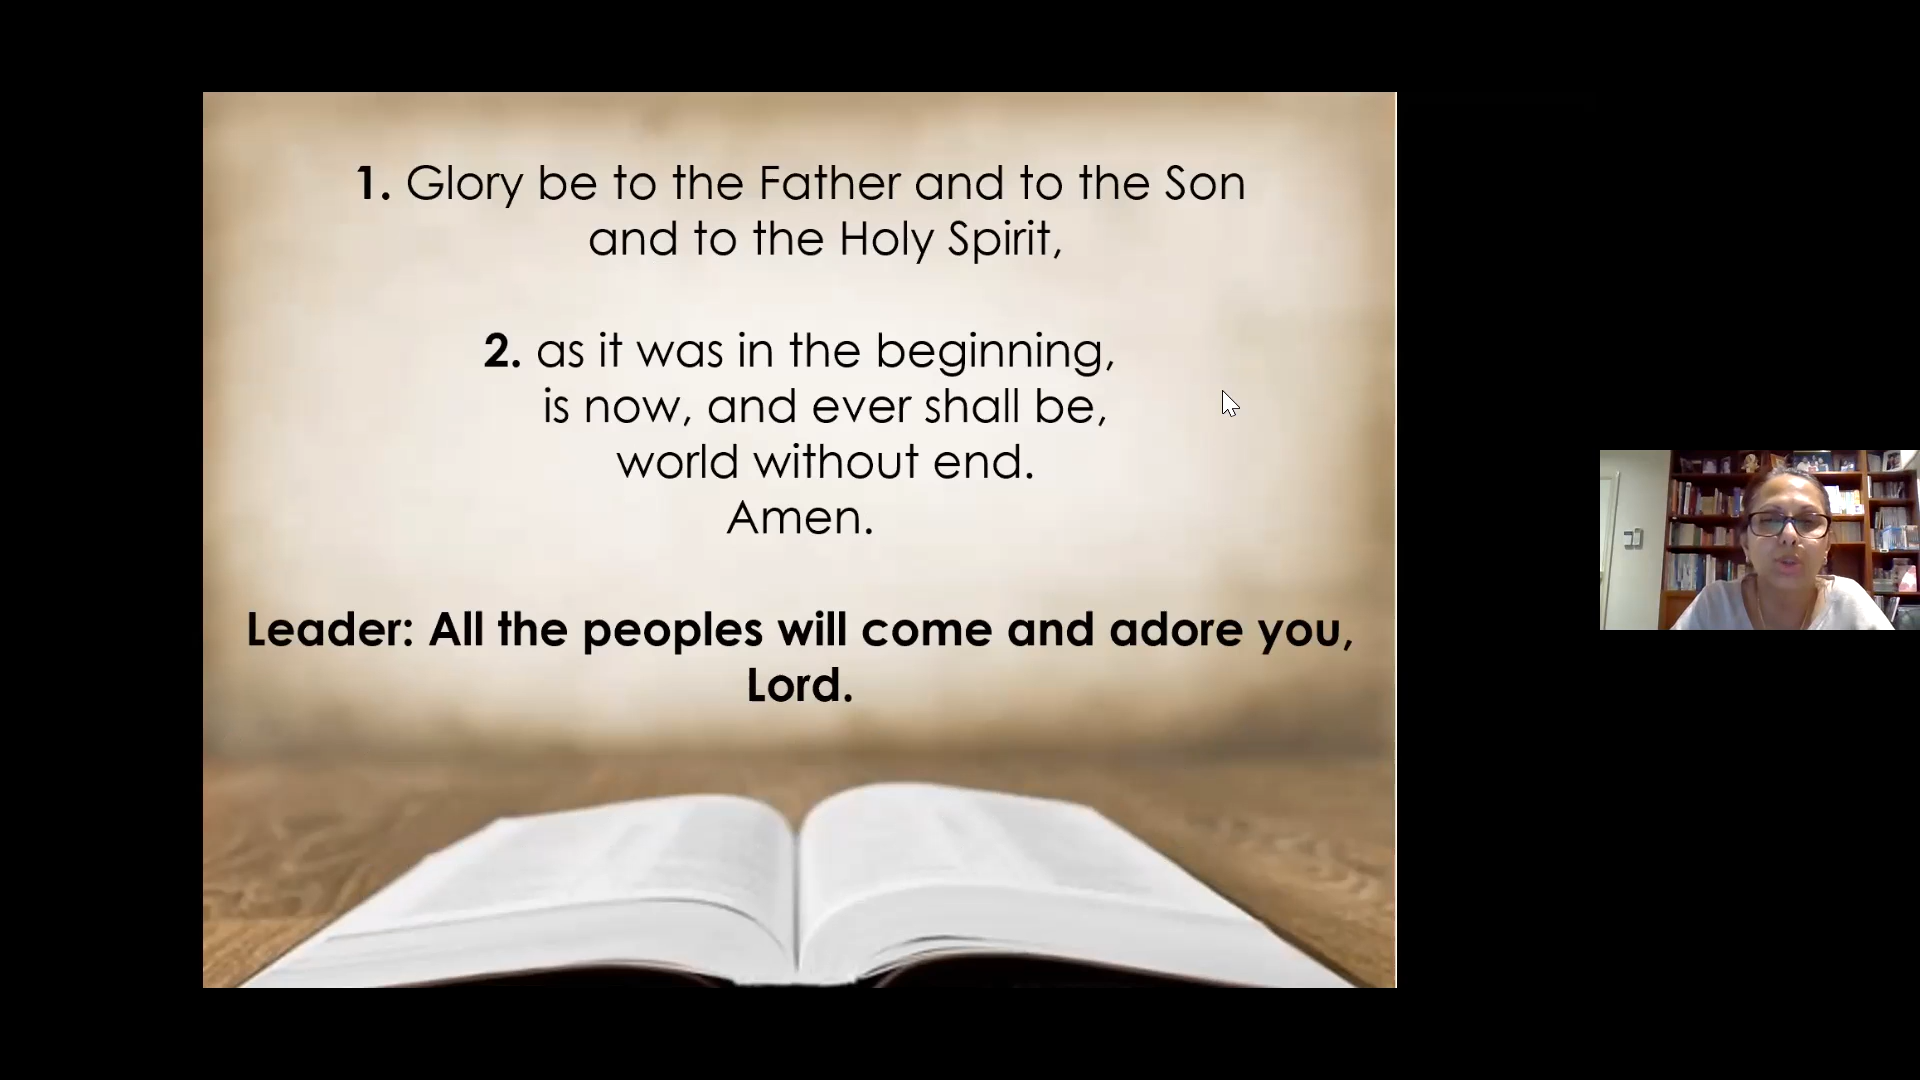 1. Glory be to the Father and to the Son
and to the Holy Spirit,
2. as it was in the beginning,
is now, and ever shall be,
world without end.
Amen.
Leader: All the peoples will come and adore you,
Lord.